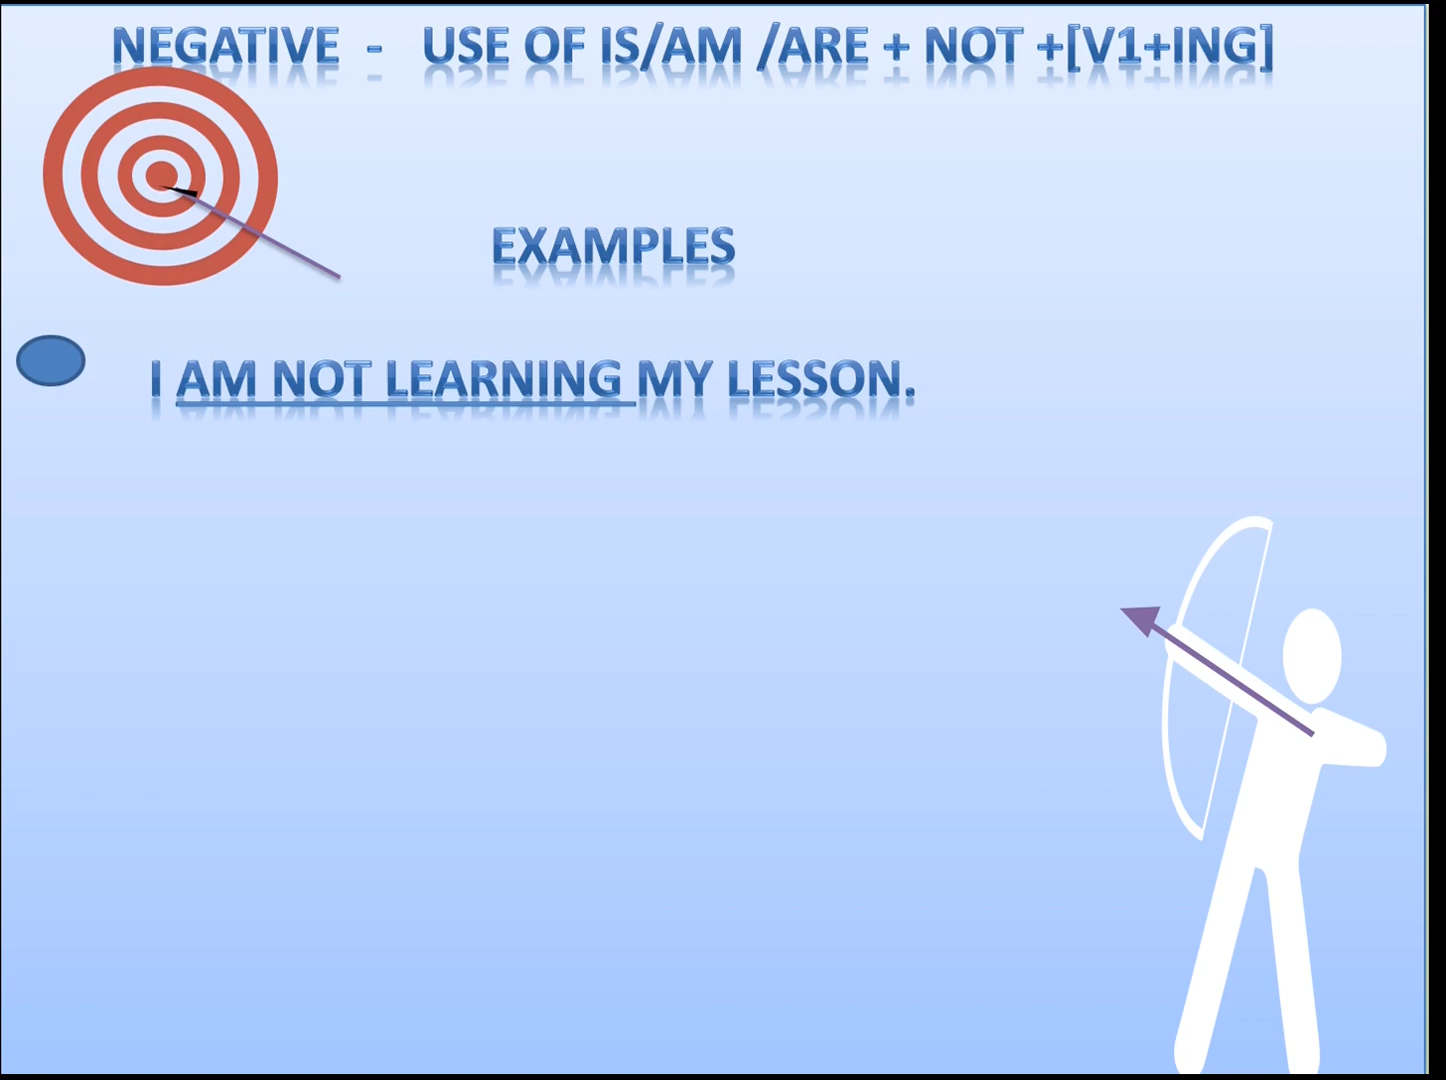 NEGATIVE - USE OF IS/AM /ARE + NOT +[V1+ING]
EXAMPLES
I AM NOT LEARNING MY LESSON.